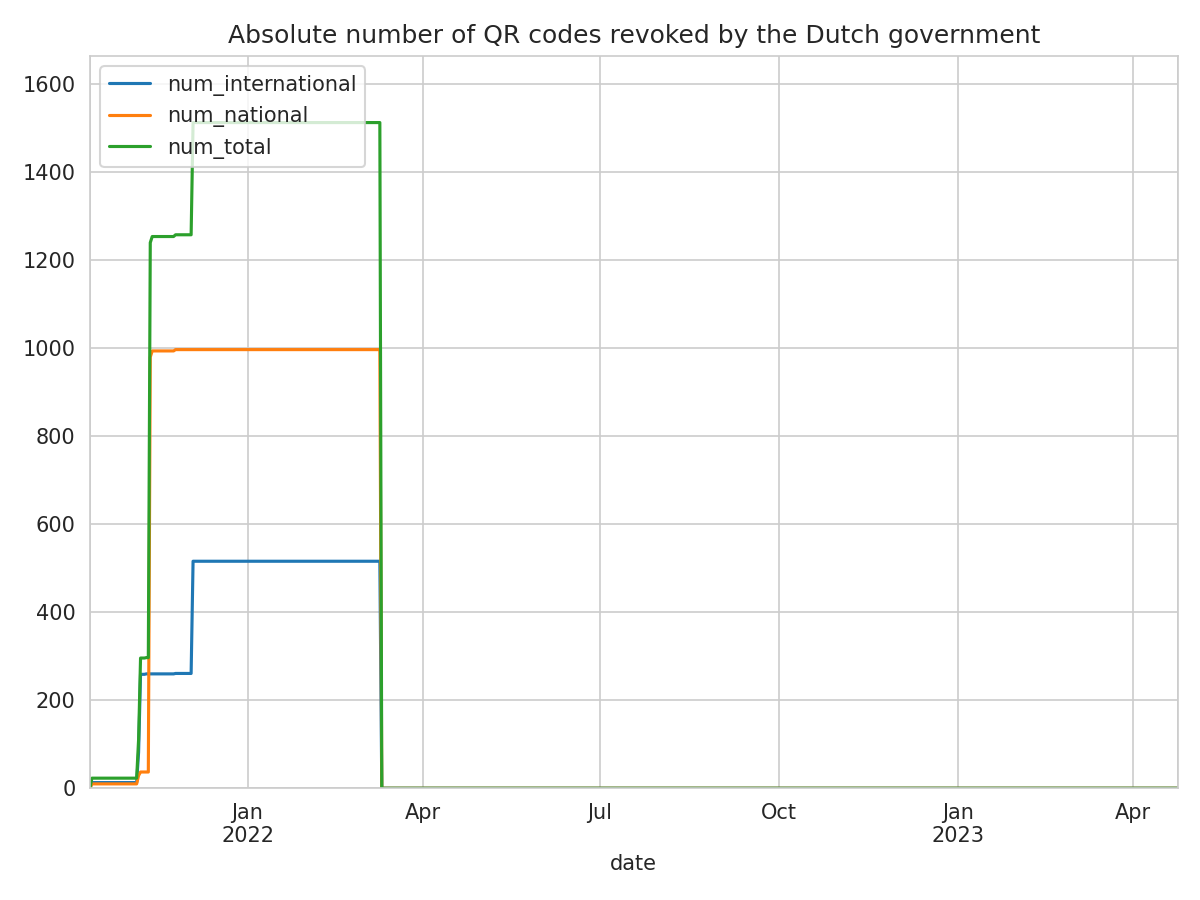 Absolute number of QR codes revoked by the Dutch government
num_international
num_national
num_total
1600
1400
1200
1000
800
600
400
200
0
Jan
2022
Apr
Jul
Oct
Jan
2023
Apr
date